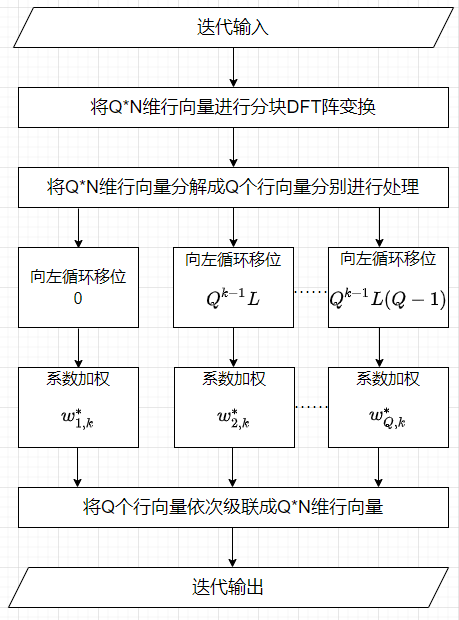 迭代输入
将Q*N维行向量进行分块DFT阵变换
将Q*N维行向量分解成Q个行向量分别进行处理
向左循环移位 向左循环移位 向左循环移位
0 $Q^{k-1}L$ ······ $Q^{k-1}L(Q-1)$
系数加权 系数加权 系数加权
$w_{1,k}^{*}$ $w_{2,k}^{*}$ ······ $w_{Q,k}^{*}$
将Q个行向量依次级联成Q*N维行向量
迭代输出